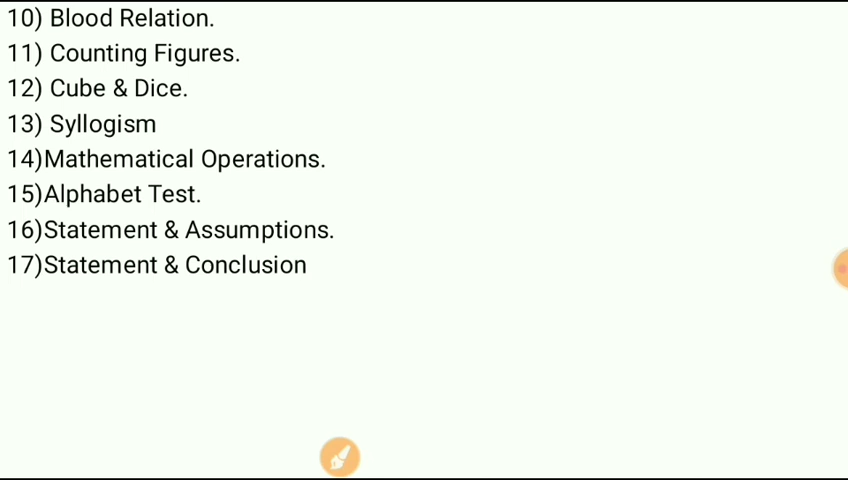 10) Blood Relation.
11) Counting Figures.
12) Cube & Dice.
13) Syllogism
14)Mathematical Operations.
15)Alphabet Test.
16)Statement & Assumptions.
17)Statement & Conclusion